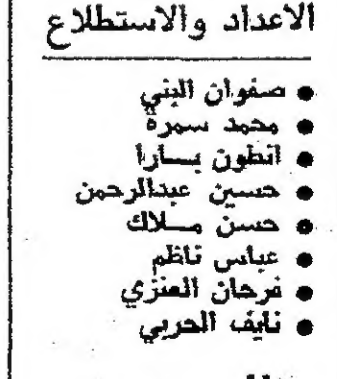 الاعداد والاستطلاع
• صفوان البني
• محمد سمرة
• انطون بسارا
• حسين عبدالرحمن
• حسن ملاك
• عباس ناظم
• فرحان العنزي
• نايف الحربي